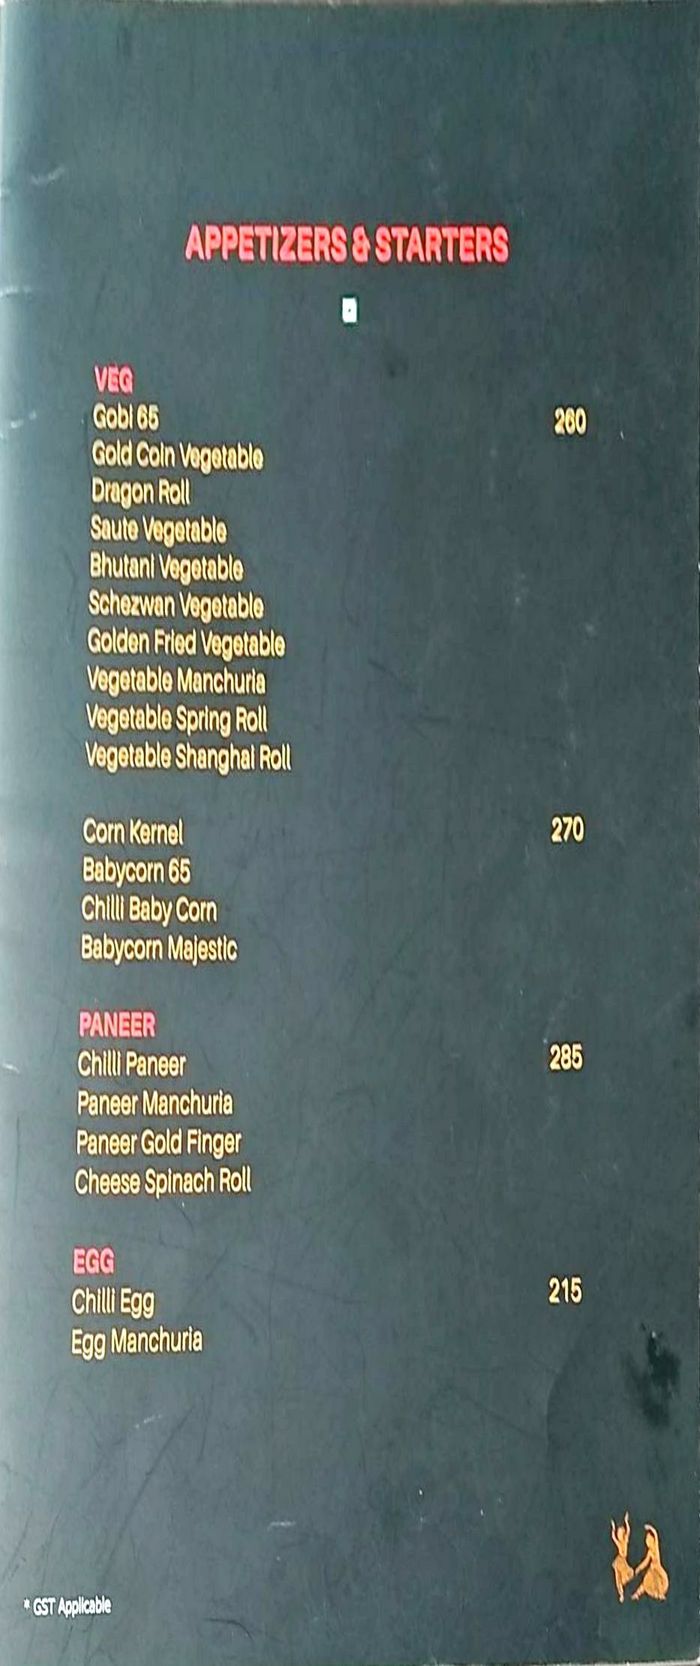 APPETIZERS & STARTERS
VEG
Gobi 65 260
Gold Coin Vegetable
Dragon Roll
Saute Vegetable
Bhutani Vegetable
Schezwan Vegetable
Golden Fried Vegetable
Vegetable Manchuria
Vegetable Spring Roll
Vegetable Shanghai Roll
Corn Kernel 270
Babycorn 65
Chilli Baby Corn
Babycorn Majestic
PANEER
Chilli Paneer 285
Paneer Manchuria
Paneer Gold Finger
Cheese Spinach Roll
EGG
Chilli Egg 215
Egg Manchuria
* GST Applicable